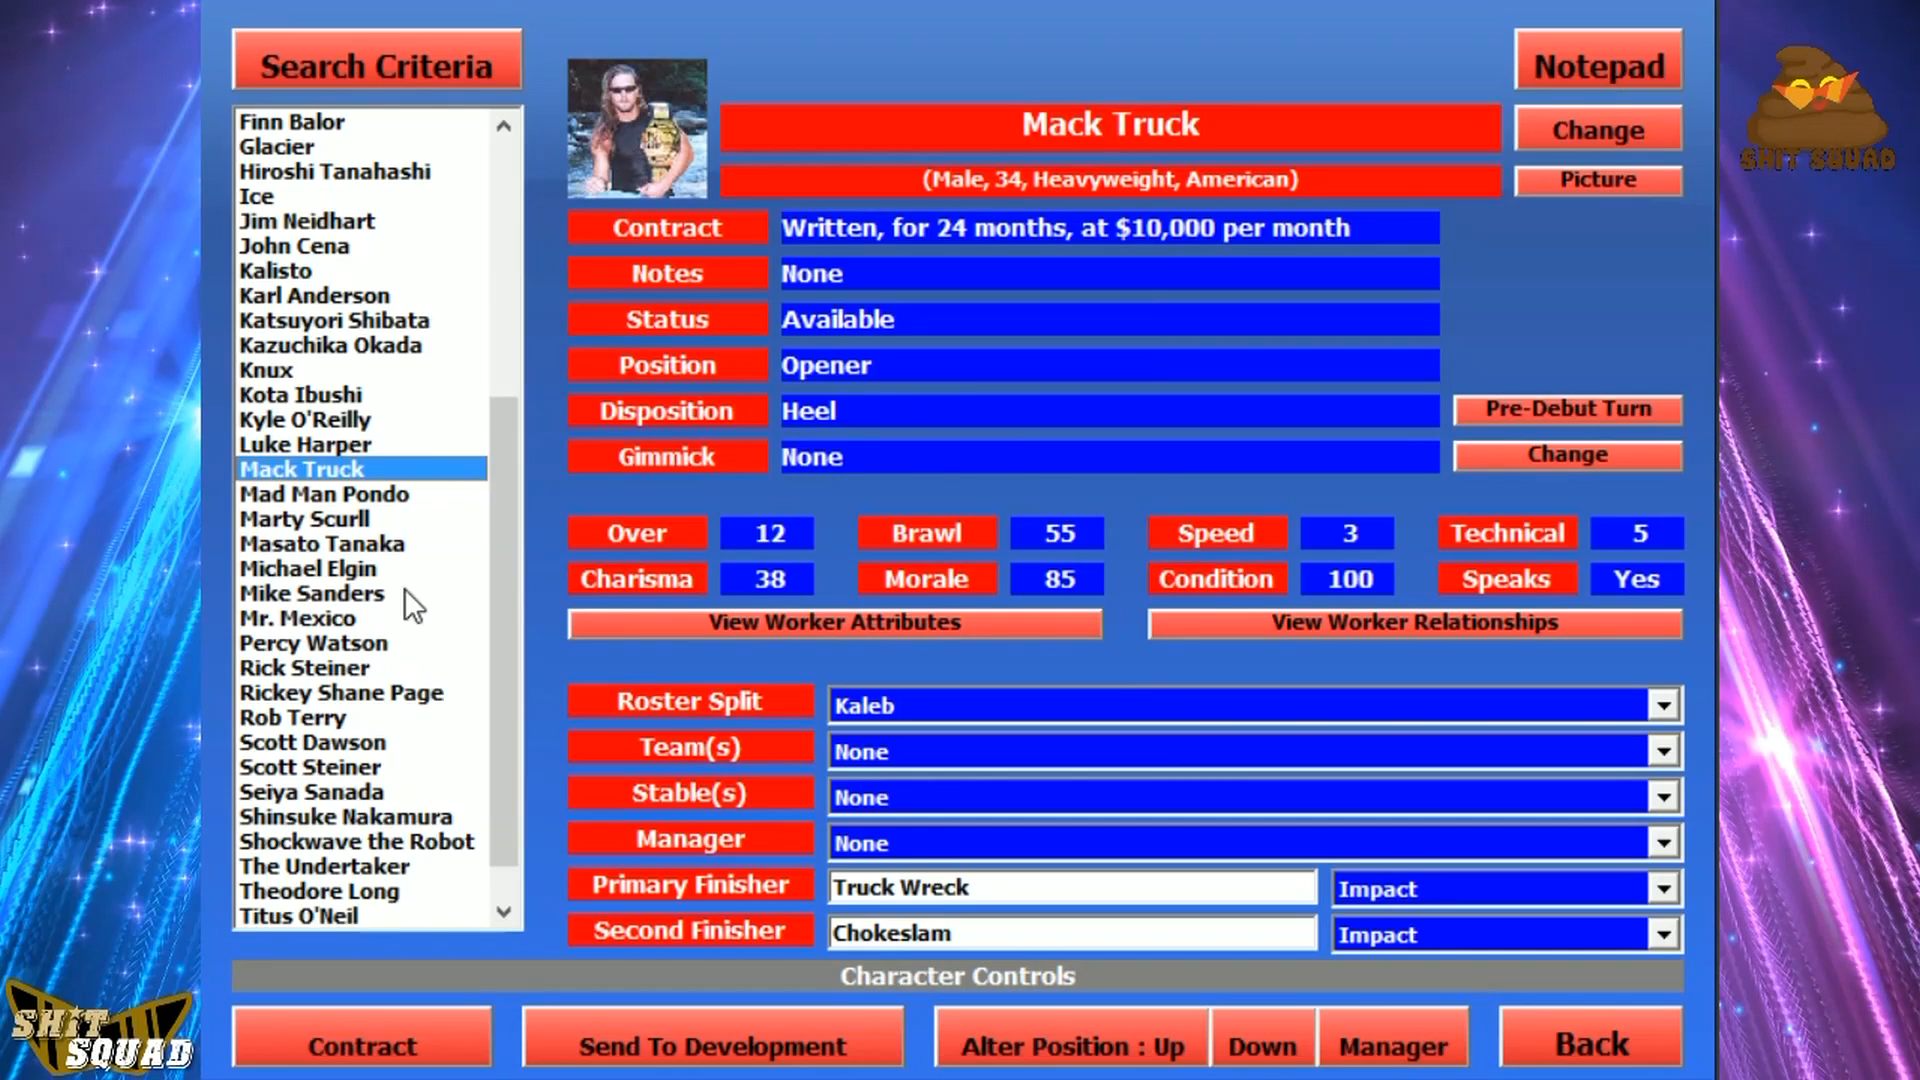 Search Criteria
Notepad
Finn Balor
Glacier
Hiroshi Tanahashi
Ice
Jim Neidhart
John Cena
Kalisto
Karl Anderson
Katsuyori Shibata
Kazuchika Okada
Knux
Kota Ibushi
Kyle O'Reilly
Luke Harper
Mack Truck
Mad Man Pondo
Marty Scurll
Masato Tanaka
Michael Elgin
Mike Sanders
Mr. Mexico
Percy Watson
Rick Steiner
Rickey Shane Page
Rob Terry
Scott Dawson
Scott Steiner
Seiya Sanada
Shinsuke Nakamura
Shockwave the Robot
The Undertaker
Theodore Long
Titus O'Neil
Mack Truck
Change
(Male, 34, Heavyweight, American)
Picture
Contract Written, for 24 months, at $10,000 per month
Notes None
Status Available
Position Opener
Disposition Heel Pre-Debut Turn
Gimmick None Change
Over 12 Brawl 55 Speed 3 Technical 5
Charisma 38 Morale 85 Condition 100 Speaks Yes
View Worker Attributes View Worker Relationships
Roster Split Kaleb
Team(s) None
Stable(s) None
Manager None
Primary Finisher Truck Wreck Impact
Second Finisher Chokeslam Impact
Character Controls
Contract Send To Development Alter Position : Up Down Manager Back
SHIT SQUAD
SHIT
SQUAD